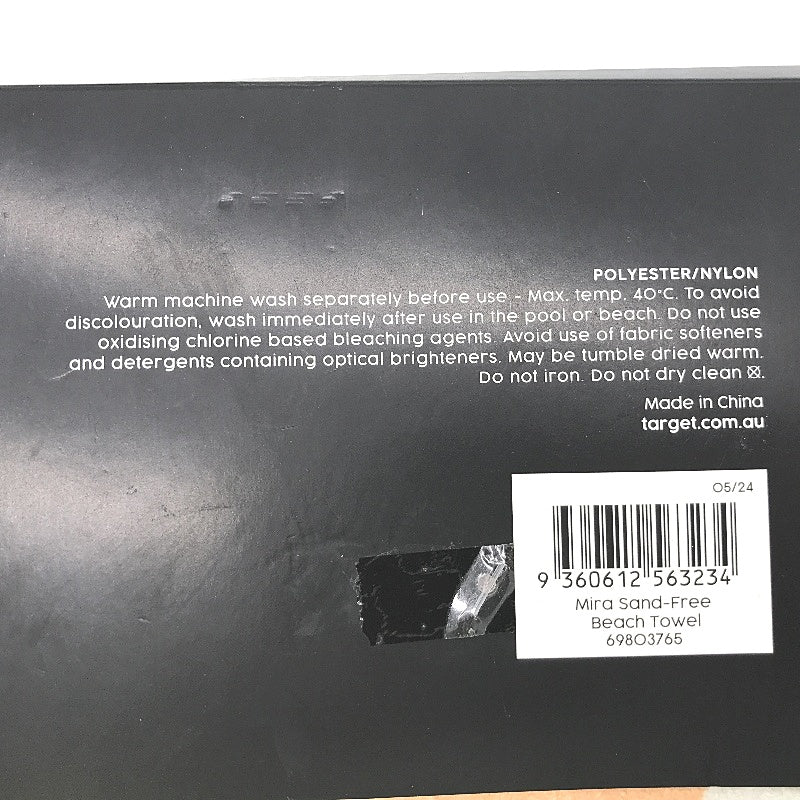 POLYESTER/NYLON
Warm machine wash separately before use - Max. temp. 40°C. To avoid
discolouration, wash immediately after use in the pool or beach. Do not use
oxidising chlorine based bleaching agents. Avoid use of fabric softeners
and detergents containing optical brighteners. May be tumble dried warm.
Do not iron. Do not dry clean.
Made in China
target.com.au
05/24
9 360612 563234
Mira Sand-Free
Beach Towel
69803765